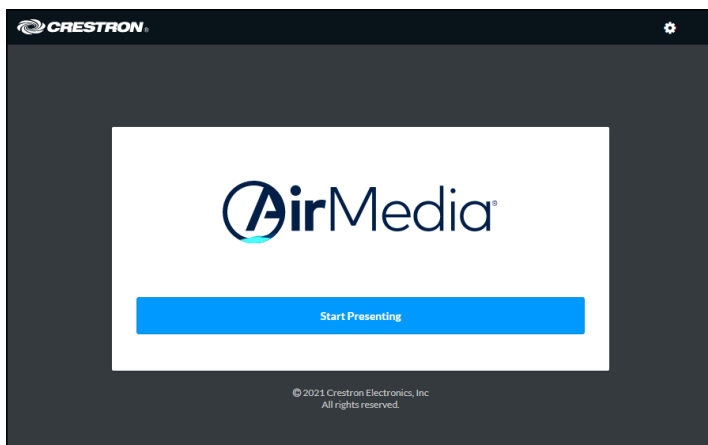 CRESTRON®
AirMedia®
Start Presenting
© 2021 Crestron Electronics, Inc
All rights reserved.